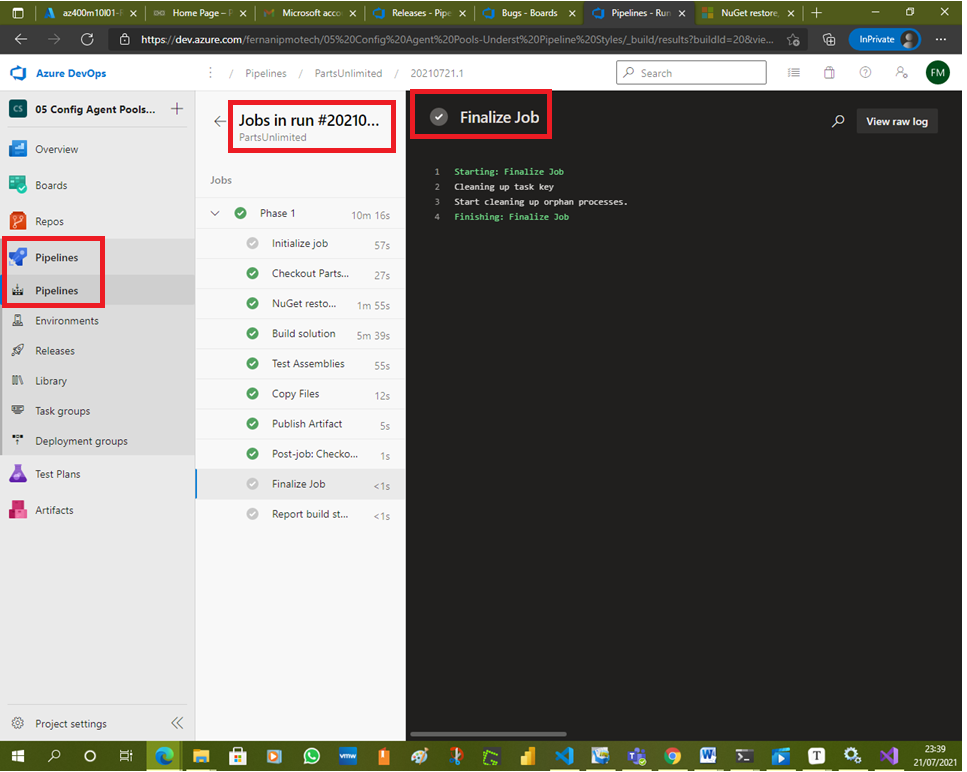 az400m10l01-
Home Page –
Microsoft acco
Releases - Pipe
Bugs - Boards
Pipelines - Run
NuGet restore,
https://dev.azure.com/fernanipmotech/05%20Config%20Agent%20Pools-Underst%20Pipeline%20Styles/_build/results?buildId=20&vie...
InPrivate
Azure DevOps
/ Pipelines / PartsUnlimited / 20210721.1
Search
FM
CS
05 Config Agent Pools...
Overview
Boards
Repos
Pipelines
Pipelines
Environments
Releases
Library
Task groups
Deployment groups
Test Plans
Artifacts
Project settings
Jobs in run #20210...
PartsUnlimited
Jobs
Phase 1 10m 16s
Initialize job 57s
Checkout Parts... 27s
NuGet resto... 1m 55s
Build solution 5m 39s
Test Assemblies 55s
Copy Files 12s
Publish Artifact 5s
Post-job: Checko... 1s
Finalize Job <1s
Report build st... <1s
Finalize Job
View raw log
1 Starting: Finalize Job
2 Cleaning up task key
3 Start cleaning up orphan processes.
4 Finishing: Finalize Job
vmw
T
23:39
21/07/2021